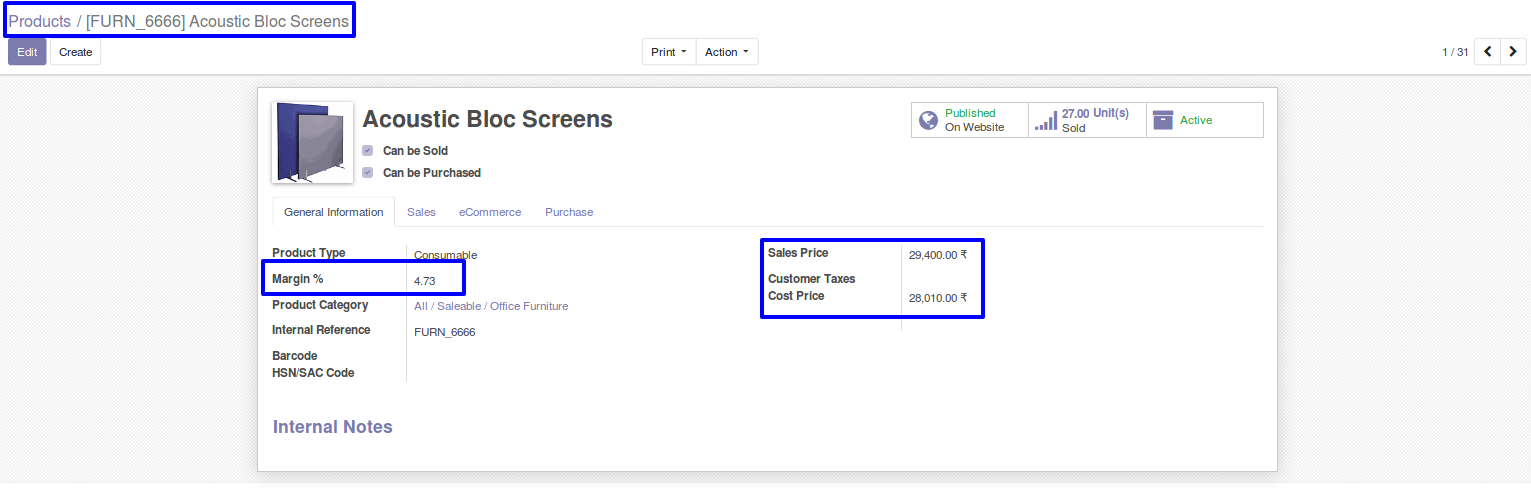 Products / [FURN_6666] Acoustic Bloc Screens
Edit Create Print Action 1 / 31
Acoustic Bloc Screens
Can be Sold
Can be Purchased
Published
On Website
27.00 Unit(s)
Sold
Active
General Information Sales eCommerce Purchase
Product Type Consumable
Margin % 4.73
Product Category All / Saleable / Office Furniture
Internal Reference FURN_6666
Barcode
HSN/SAC Code
Sales Price 29,400.00 ₹
Customer Taxes
Cost Price 28,010.00 ₹
Internal Notes